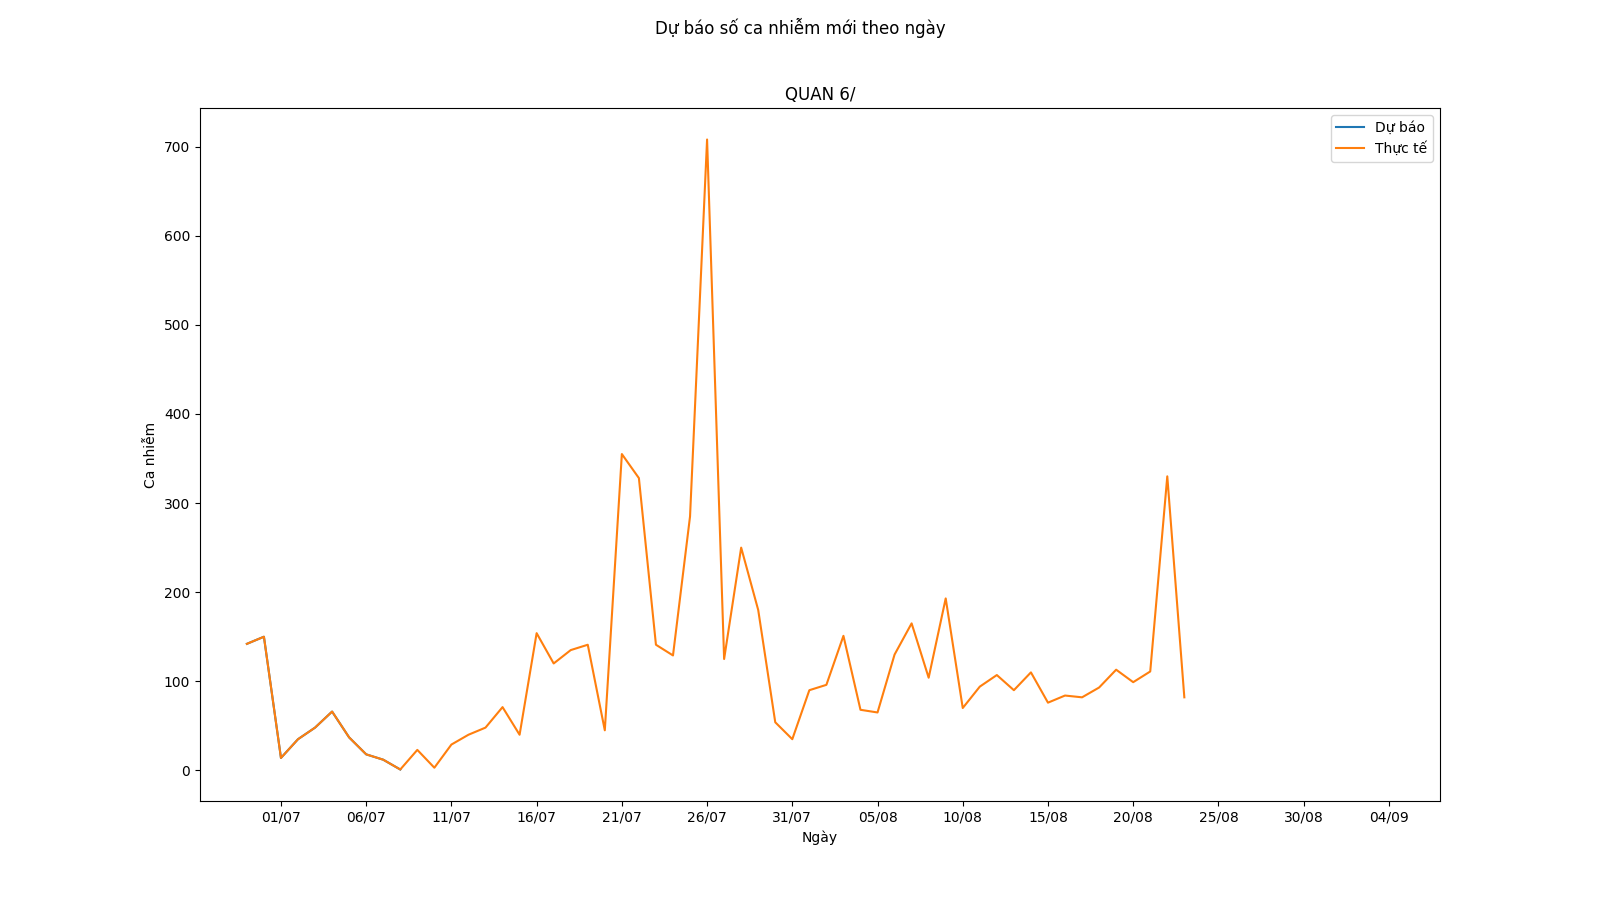 Dự báo số ca nhiễm mới theo ngày
QUAN 6/
Dự báo
Thực tế
700
600
500
400
300
200
100
0
Ca nhiễm
01/07 06/07 11/07 16/07 21/07 26/07 31/07 05/08 10/08 15/08 20/08 25/08 30/08 04/09
Ngày